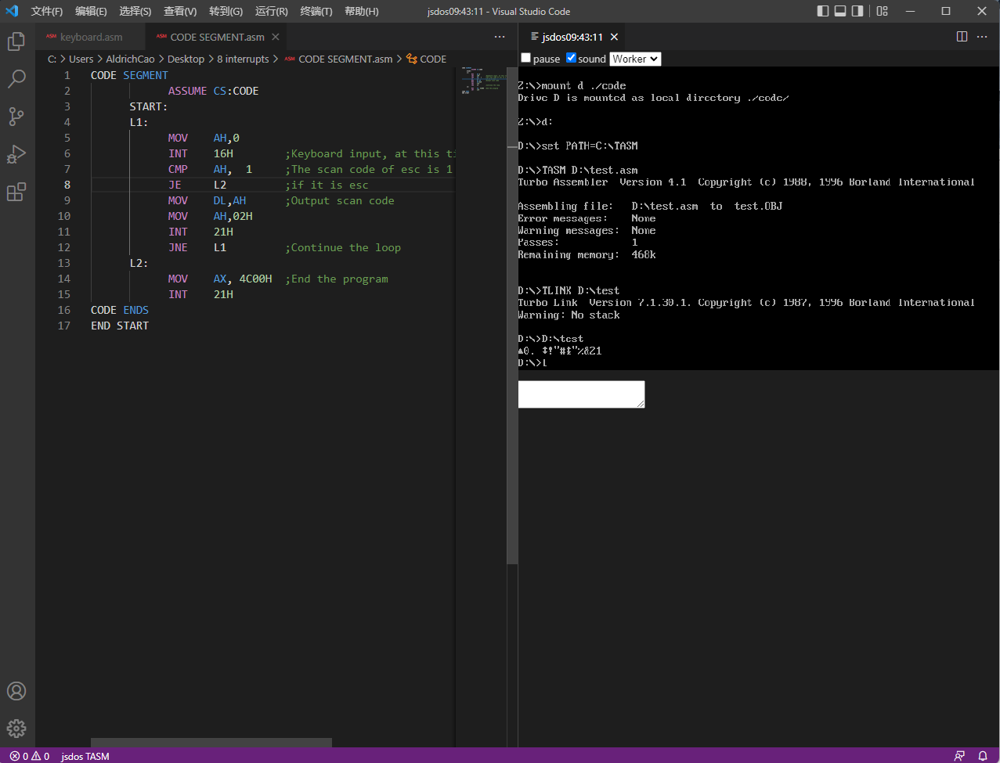 文件(F) 编辑(E) 选择(S) 查看(V) 转到(G) 运行(R) 终端(T) 帮助(H) jsdos09:43:11 - Visual Studio Code
ASM keyboard.asm ASM CODE SEGMENT.asm
C: > Users > AldrichCao > Desktop > 8 interrupts > ASM CODE SEGMENT.asm > CODE
1 CODE SEGMENT
2 ASSUME CS:CODE
3 START:
4 L1:
5 MOV AH,0
6 INT 16H ;Keyboard input, at this ti
7 CMP AH, 1 ;The scan code of esc is 1
8 JE L2 ;if it is esc
9 MOV DL,AH ;Output scan code
10 MOV AH,02H
11 INT 21H
12 JNE L1 ;Continue the loop
13 L2:
14 MOV AX, 4C00H ;End the program
15 INT 21H
16 CODE ENDS
17 END START
jsdos09:43:11
pause sound Worker
Z:\>mount d ./code
Drive D is mounted as local directory ./code/
Z:\>d:
D:\>set PATH=C:\TASM
D:\>TASM D:\test.asm
Turbo Assembler Version 4.1 Copyright (c) 1988, 1996 Borland International
Assembling file: D:\test.asm to test.OBJ
Error messages: None
Warning messages: None
Passes: 1
Remaining memory: 468k
D:\>TLINK D:\test
Turbo Link Version 7.1.30.1. Copyright (c) 1987, 1996 Borland International
Warning: No stack
D:\>D:\test
▲0. ↕!"#‡"%&21
D:\>
0 0 jsdos TASM